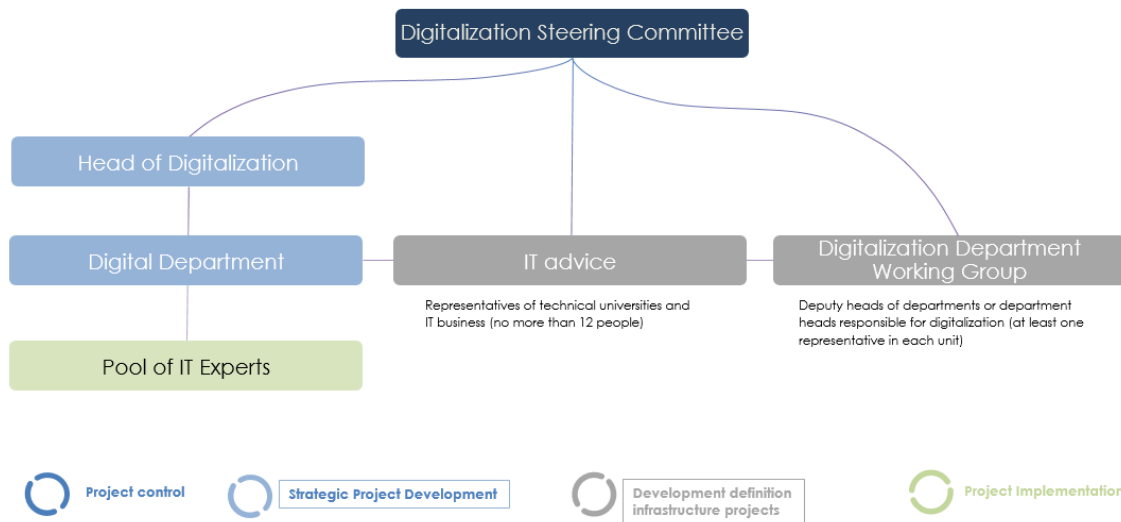 Digitalization Steering Committee
Head of Digitalization
Digital Department
IT advice
Digitalization Department
Working Group
Representatives of technical universities and
IT business (no more than 12 people)
Deputy heads of departments or department
heads responsible for digitalization (at least one
representative in each unit)
Pool of IT Experts
Project control
Strategic Project Development
Development definition
infrastructure projects
Project Implementation